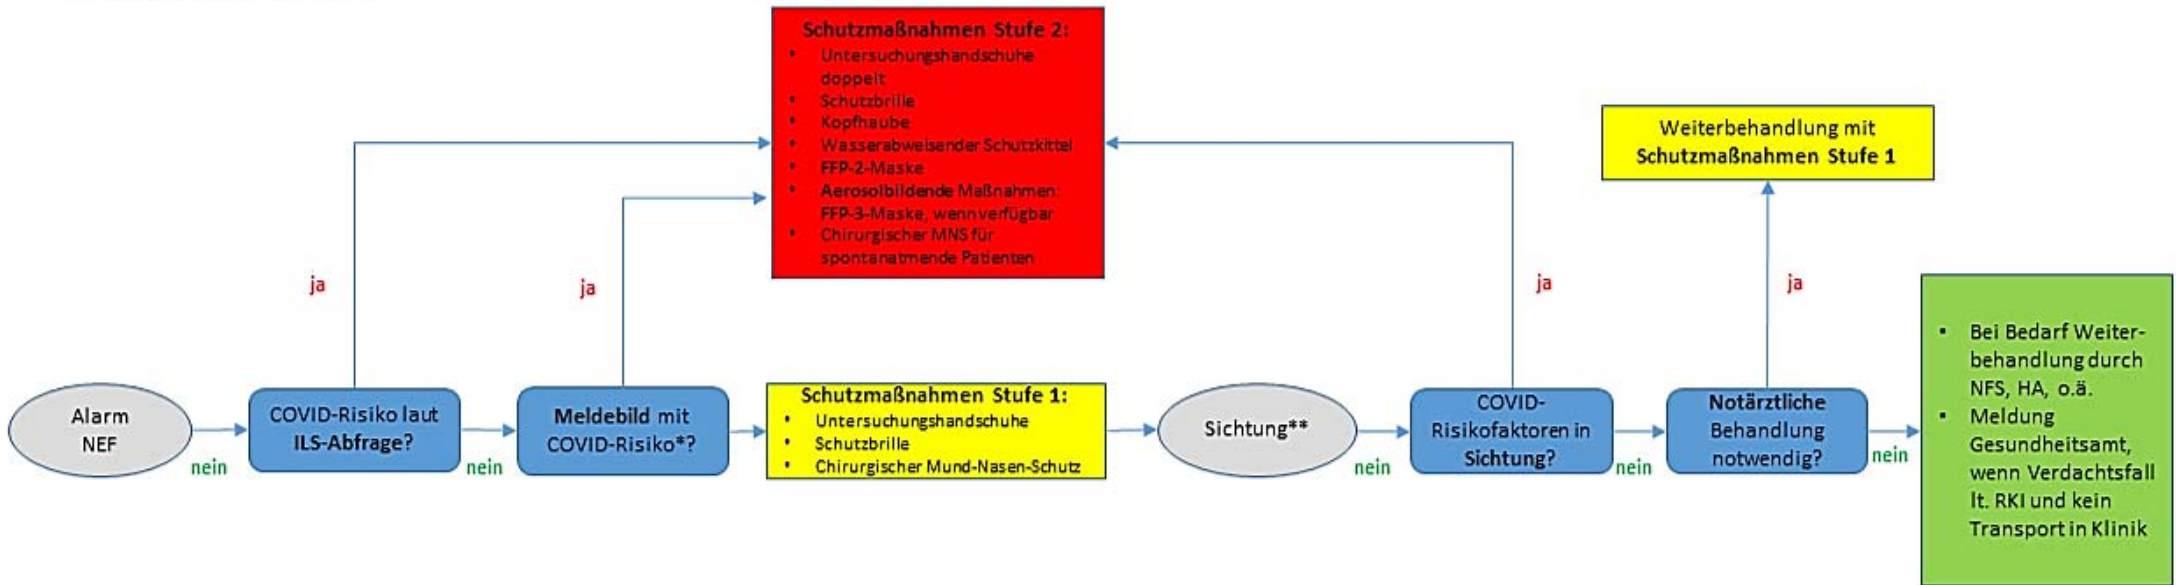 Schutzmaßnahmen Stufe 2:
• Untersuchungshandschuhe
doppelt
• Schutzbrille
• Kopfhaube
• Wasserabweisender Schutzkittel
• FFP-2-Maske
• Aerosolbildende Maßnahmen:
FFP-3-Maske, wenn verfügbar
• Chirurgischer MNS für
spontanatmende Patienten
Weiterbehandlung mit
Schutzmaßnahmen Stufe 1
ja
ja
ja
ja
Alarm
NEF
nein
COVID-Risiko laut
ILS-Abfrage?
nein
Meldebild mit
COVID-Risiko*?
Schutzmaßnahmen Stufe 1:
• Untersuchungshandschuhe
• Schutzbrille
• Chirurgischer Mund-Nasen-Schutz
Sichtung**
nein
COVID-
Risikofaktoren in
Sichtung?
nein
Notärztliche
Behandlung
notwendig?
nein
• Bei Bedarf Weiter-
behandlung durch
NFS, HA, o.ä.
• Meldung
Gesundheitsamt,
wenn Verdachtsfall
lt. RKI und kein
Transport in Klinik